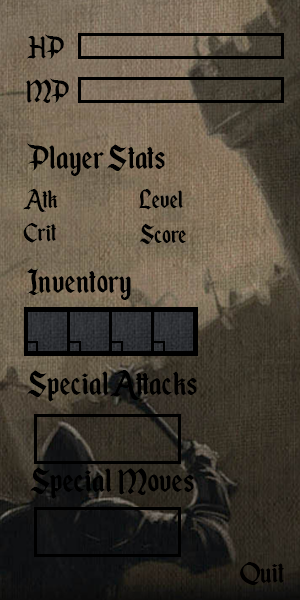 HP
MP
Player Stats
Atk Level
Crit Score
Inventory
Special Attacks
Special Moves
Quit